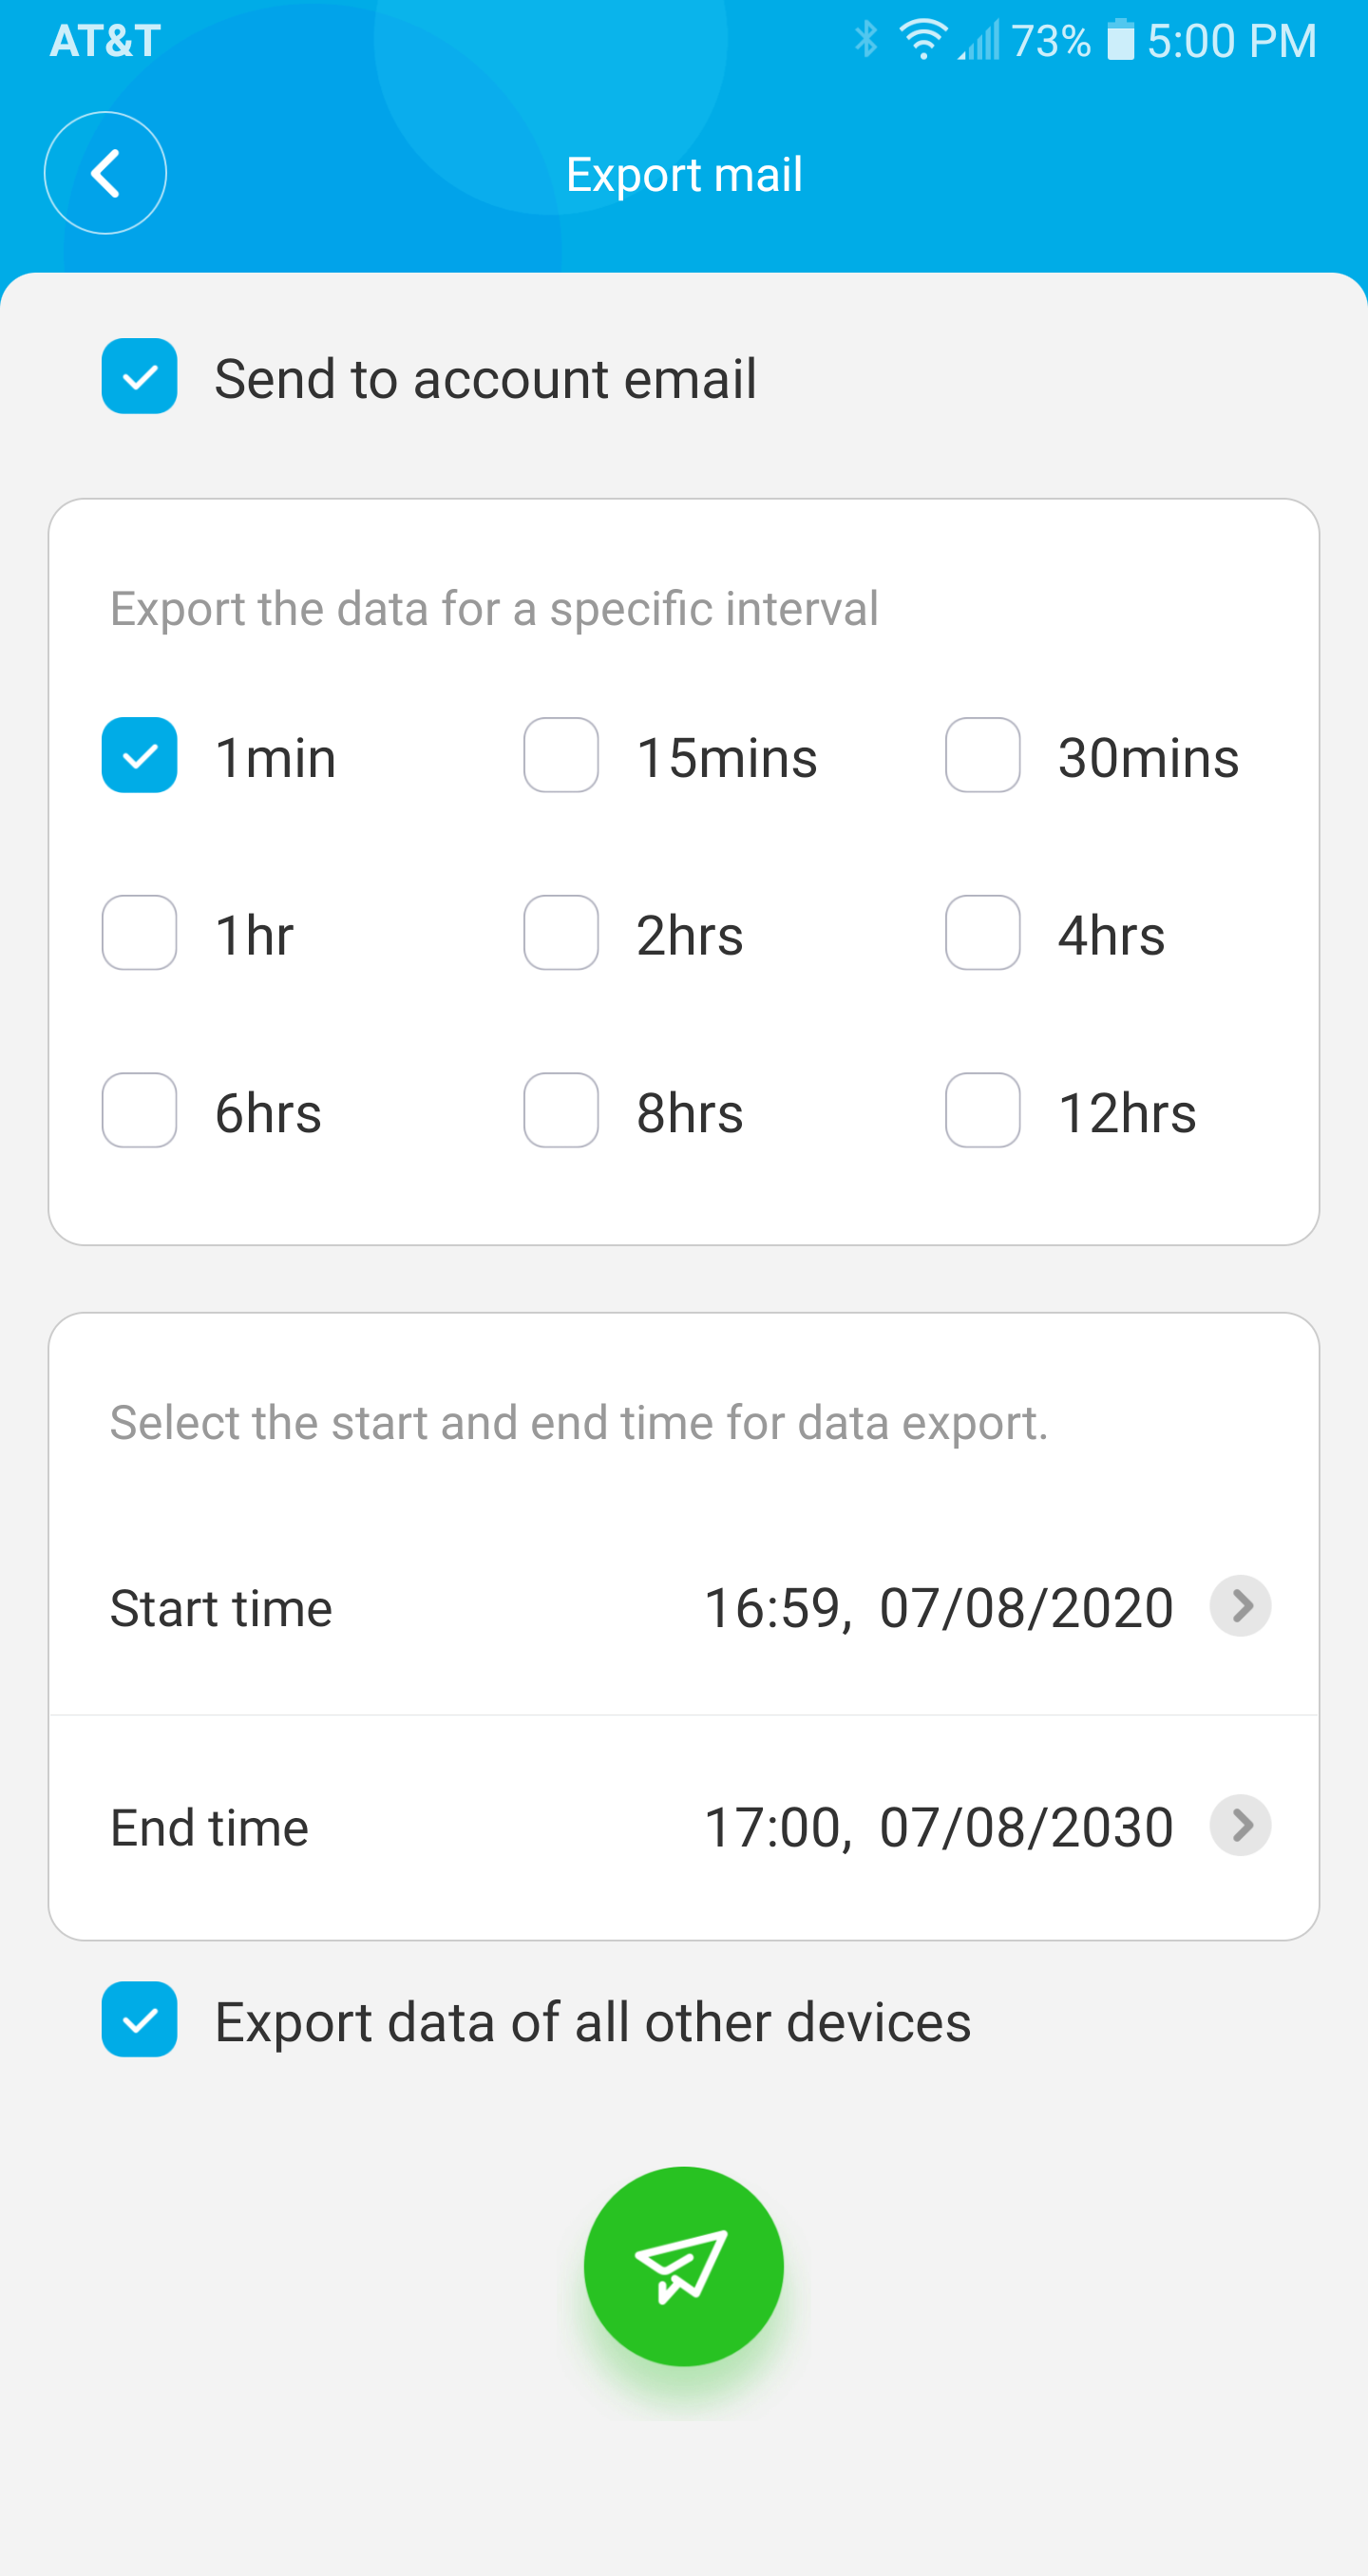 AT&T 73% 5:00 PM
Export mail
Send to account email
Export the data for a specific interval
1min 15mins 30mins
1hr 2hrs 4hrs
6hrs 8hrs 12hrs
Select the start and end time for data export.
Start time 16:59, 07/08/2020
End time 17:00, 07/08/2030
Export data of all other devices